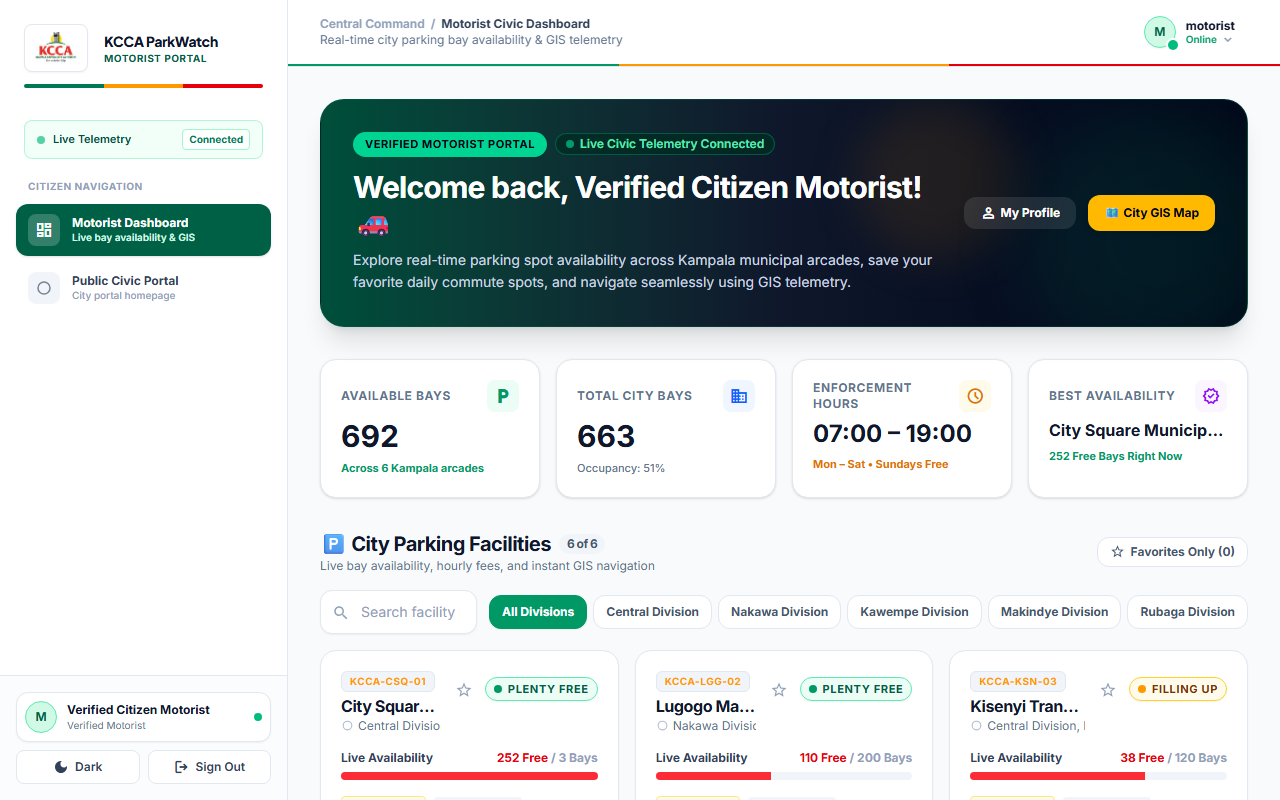 KCCA
KCCA ParkWatch
MOTORIST PORTAL
Live Telemetry
Connected
CITIZEN NAVIGATION
Motorist Dashboard
Live bay availability & GIS
Public Civic Portal
City portal homepage
M
Verified Citizen Motorist
Verified Motorist
Dark
Sign Out
Central Command / Motorist Civic Dashboard
Real-time city parking bay availability & GIS telemetry
M
motorist
Online
VERIFIED MOTORIST PORTAL
Live Civic Telemetry Connected
Welcome back, Verified Citizen Motorist!
Explore real-time parking spot availability across Kampala municipal arcades, save your
favorite daily commute spots, and navigate seamlessly using GIS telemetry.
My Profile
City GIS Map
AVAILABLE BAYS
P
692
Across 6 Kampala arcades
TOTAL CITY BAYS
663
Occupancy: 51%
ENFORCEMENT
HOURS
07:00 – 19:00
Mon – Sat • Sundays Free
BEST AVAILABILITY
City Square Municip...
252 Free Bays Right Now
P City Parking Facilities 6 of 6
Live bay availability, hourly fees, and instant GIS navigation
Favorites Only (0)
Search facility
All Divisions
Central Division
Nakawa Division
Kawempe Division
Makindye Division
Rubaga Division
KCCA-CSQ-01
PLENTY FREE
City Squar...
Central Divisio
Live Availability 252 Free / 3 Bays
KCCA-LGG-02
PLENTY FREE
Lugogo Ma...
Nakawa Divisic
Live Availability 110 Free / 200 Bays
KCCA-KSN-03
FILLING UP
Kisenyi Tran...
Central Division,
Live Availability 38 Free / 120 Bays